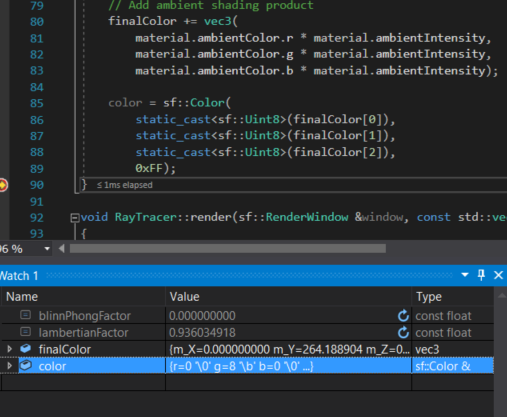 79 // Add ambient shading product
80 finalColor += vec3(
81 material.ambientColor.r * material.ambientIntensity,
82 material.ambientColor.g * material.ambientIntensity,
83 material.ambientColor.b * material.ambientIntensity);
84
85 color = sf::Color(
86 static_cast<sf::Uint8>(finalColor[0]),
87 static_cast<sf::Uint8>(finalColor[1]),
88 static_cast<sf::Uint8>(finalColor[2]),
89 0xFF);
90 } ≤ 1ms elapsed
91
92 void RayTracer::render(sf::RenderWindow &window, const std::vec
93 {
96 %
Watch 1
Name Value Type
blinnPhongFactor 0.000000000 const float
lambertianFactor 0.936034918 const float
finalColor {m_X=0.000000000 m_Y=264.188904 m_Z=0... vec3
color {r=0 '\0' g=8 '\b' b=0 '\0' ...} sf::Color &